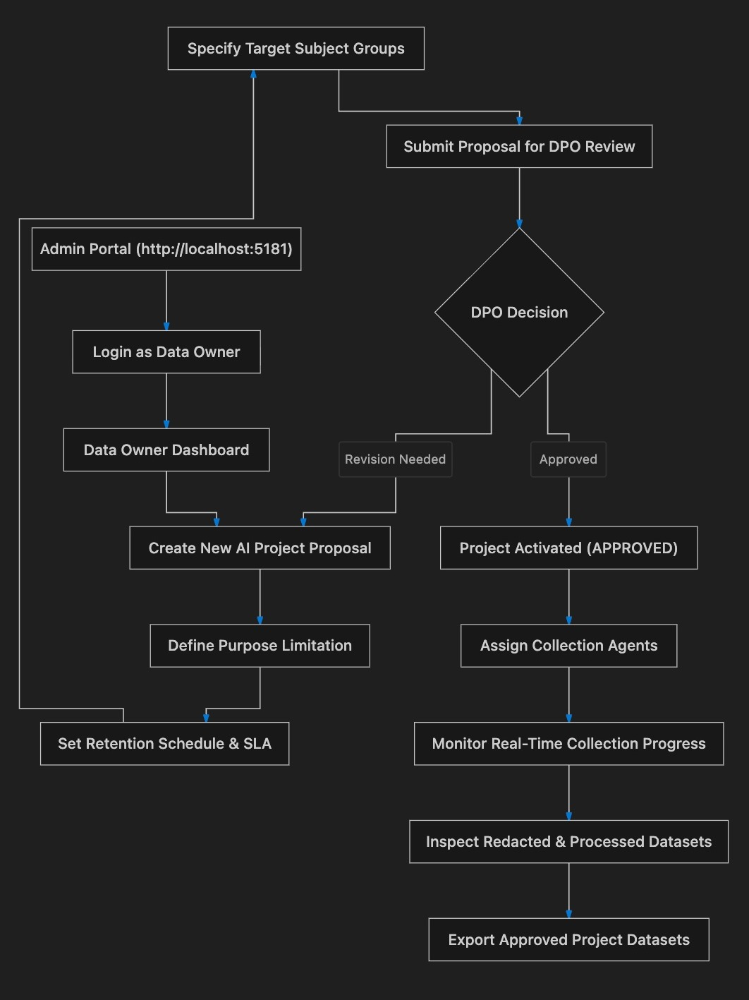 Specify Target Subject Groups
Submit Proposal for DPO Review
Admin Portal (http://localhost:5181)
DPO Decision
Login as Data Owner
Data Owner Dashboard
Revision Needed
Approved
Create New AI Project Proposal
Project Activated (APPROVED)
Define Purpose Limitation
Assign Collection Agents
Set Retention Schedule & SLA
Monitor Real-Time Collection Progress
Inspect Redacted & Processed Datasets
Export Approved Project Datasets